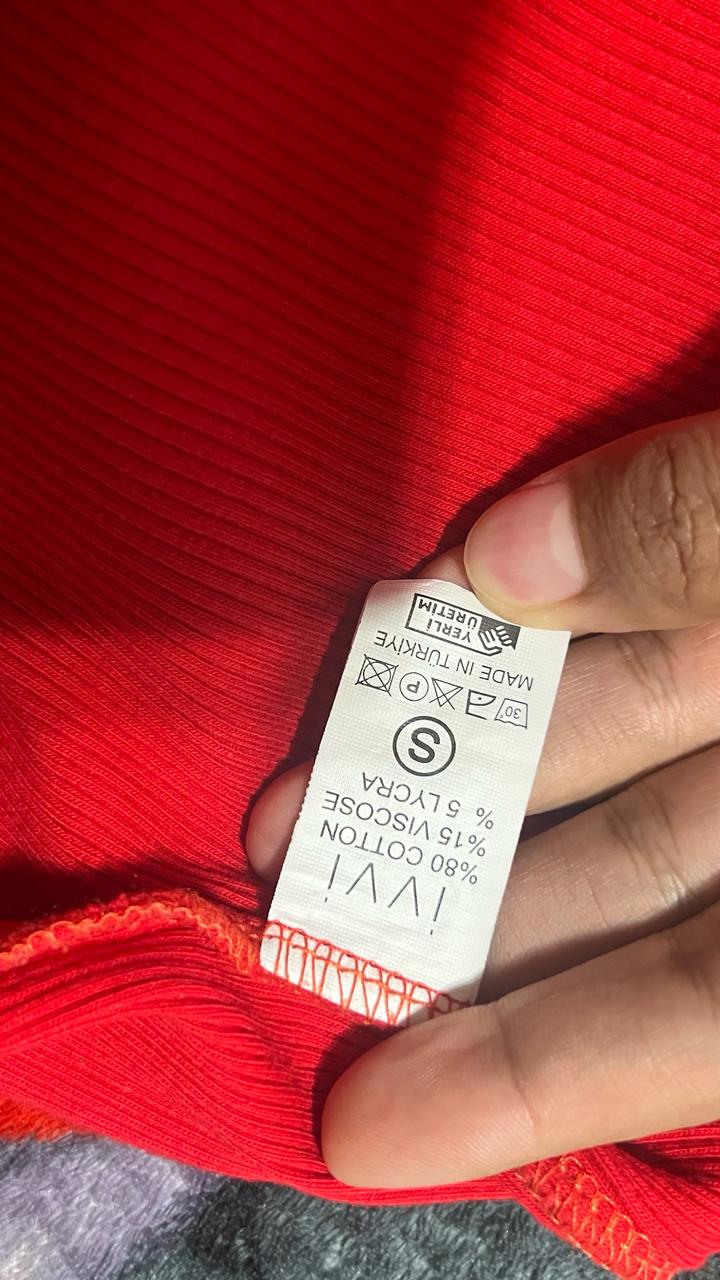 ivvi
%80 COTTON
%15 VISCOSE
% 5 LYCRA
S
30° P
MADE IN TÜRKİYE
YERLİ
ÜRETİM